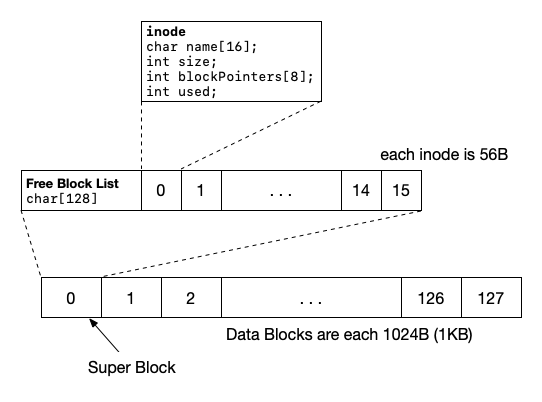 inode
char name[16];
int size;
int blockPointers[8];
int used;
each inode is 56B
Free Block List
char[128]
0 1 ... 14 15
0 1 2 ... 126 127
Data Blocks are each 1024B (1KB)
Super Block